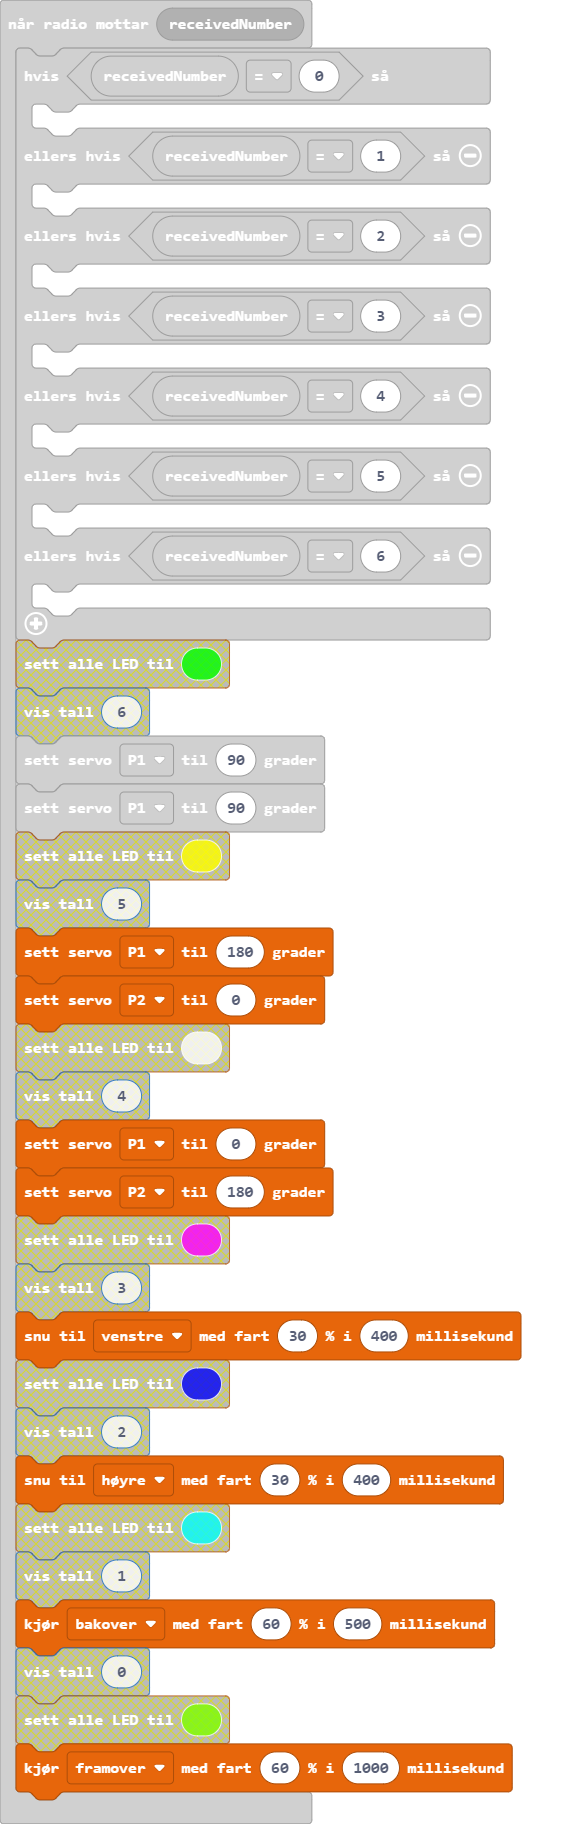 når radio mottar receivedNumber
hvis receivedNumber = 0 så
ellers hvis receivedNumber = 1 så
ellers hvis receivedNumber = 2 så
ellers hvis receivedNumber = 3 så
ellers hvis receivedNumber = 4 så
ellers hvis receivedNumber = 5 så
ellers hvis receivedNumber = 6 så
sett alle LED til
vis tall 6
sett servo P1 til 90 grader
sett servo P1 til 90 grader
sett alle LED til
vis tall 5
sett servo P1 til 180 grader
sett servo P2 til 0 grader
sett alle LED til
vis tall 4
sett servo P1 til 0 grader
sett servo P2 til 180 grader
sett alle LED til
vis tall 3
snu til venstre med fart 30 % i 400 millisekund
sett alle LED til
vis tall 2
snu til høyre med fart 30 % i 400 millisekund
sett alle LED til
vis tall 1
kjør bakover med fart 60 % i 500 millisekund
vis tall 0
sett alle LED til
kjør framover med fart 60 % i 1000 millisekund